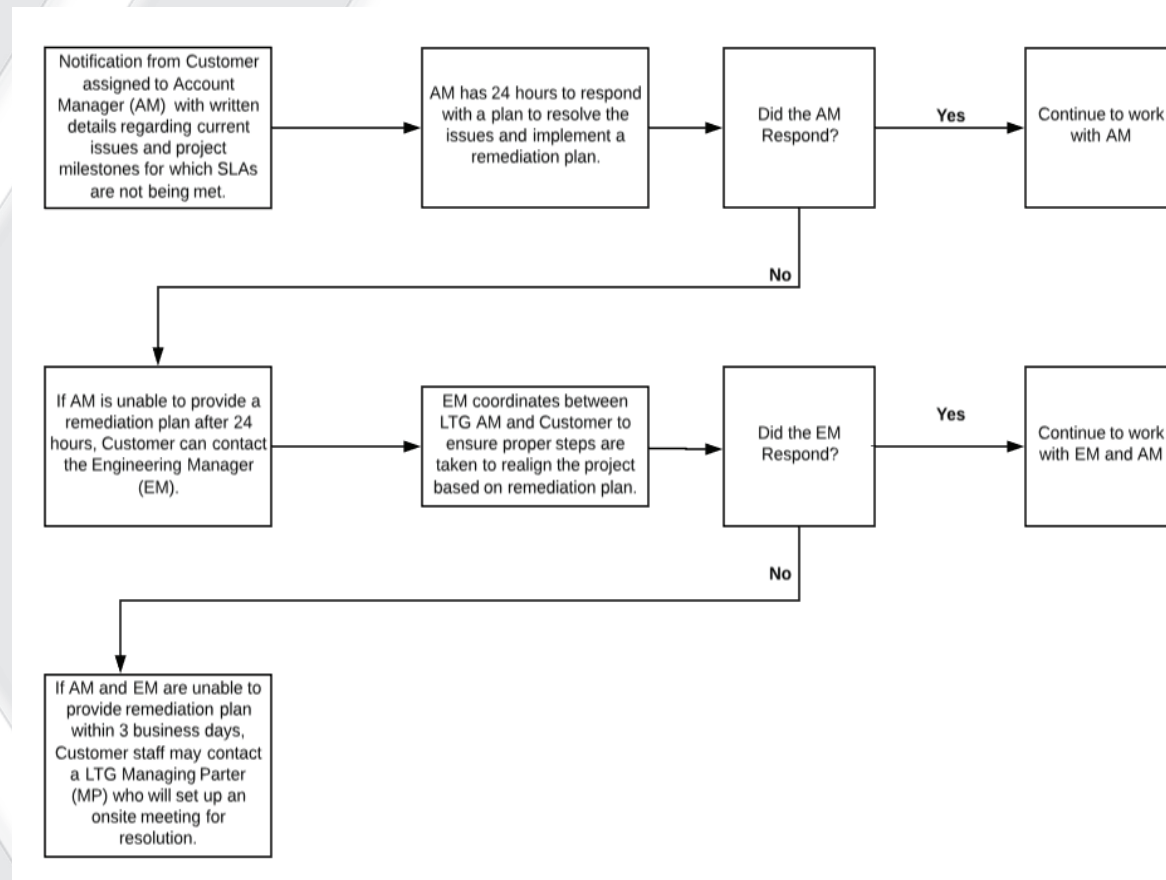 Notification from Customer
assigned to Account
Manager (AM) with written
details regarding current
issues and project
milestones for which SLAs
are not being met.
AM has 24 hours to respond
with a plan to resolve the
issues and implement a
remediation plan.
Did the AM
Respond?
Yes
Continue to work
with AM
No
If AM is unable to provide a
remediation plan after 24
hours, Customer can contact
the Engineering Manager
(EM).
EM coordinates between
LTG AM and Customer to
ensure proper steps are
taken to realign the project
based on remediation plan.
Did the EM
Respond?
Yes
Continue to work
with EM and AM
No
If AM and EM are unable to
provide remediation plan
within 3 business days,
Customer staff may contact
a LTG Managing Parter
(MP) who will set up an
onsite meeting for
resolution.